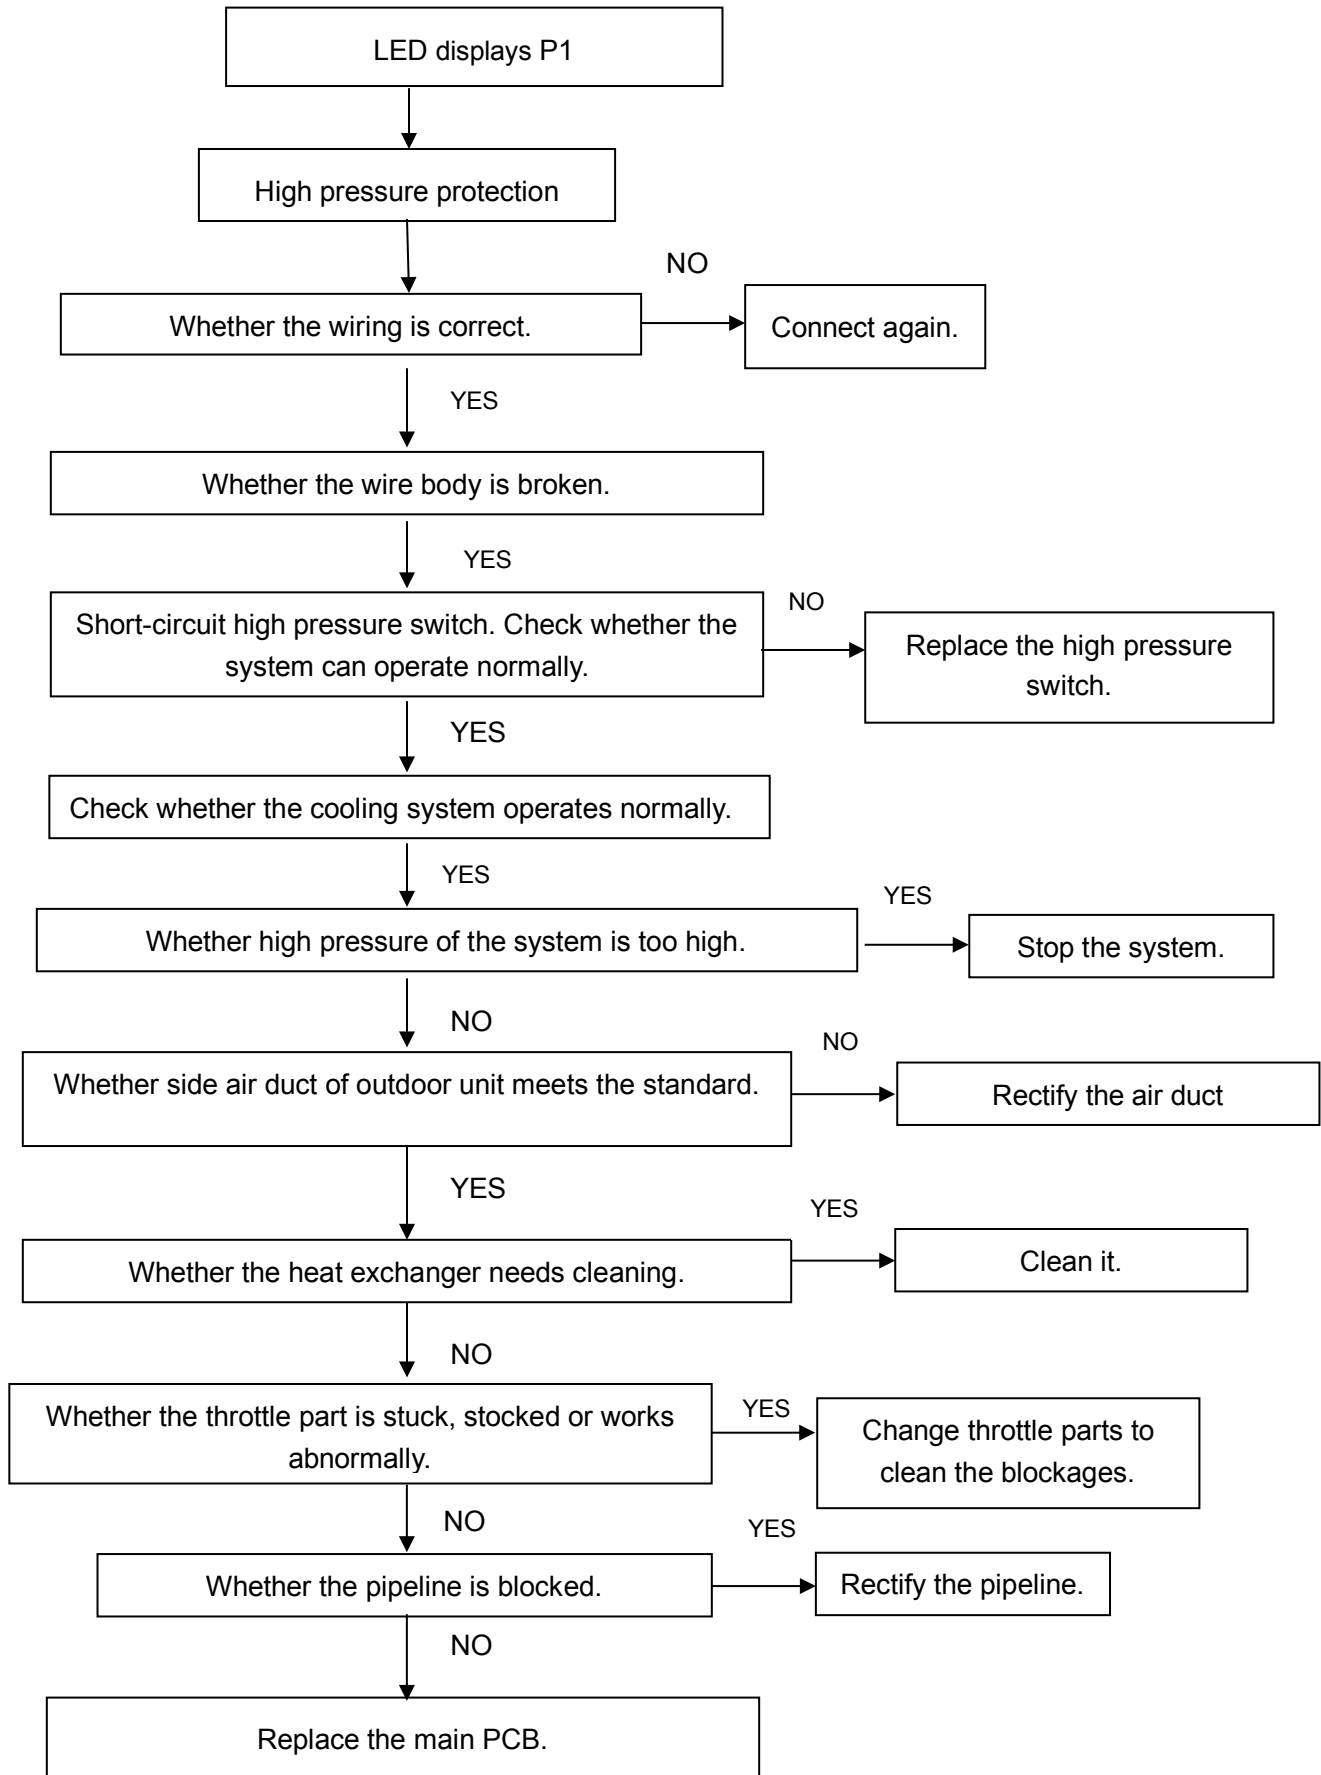 LED displays P1
High pressure protection
NO
Whether the wiring is correct.
Connect again.
YES
Whether the wire body is broken.
YES
NO
Short-circuit high pressure switch. Check whether the
system can operate normally.
Replace the high pressure
switch.
YES
Check whether the cooling system operates normally.
YES
YES
Whether high pressure of the system is too high.
Stop the system.
NO
NO
Whether side air duct of outdoor unit meets the standard.
Rectify the air duct
YES
YES
Whether the heat exchanger needs cleaning.
Clean it.
NO
Whether the throttle part is stuck, stocked or works
abnormally.
YES
Change throttle parts to
clean the blockages.
NO
YES
Whether the pipeline is blocked.
Rectify the pipeline.
NO
Replace the main PCB.